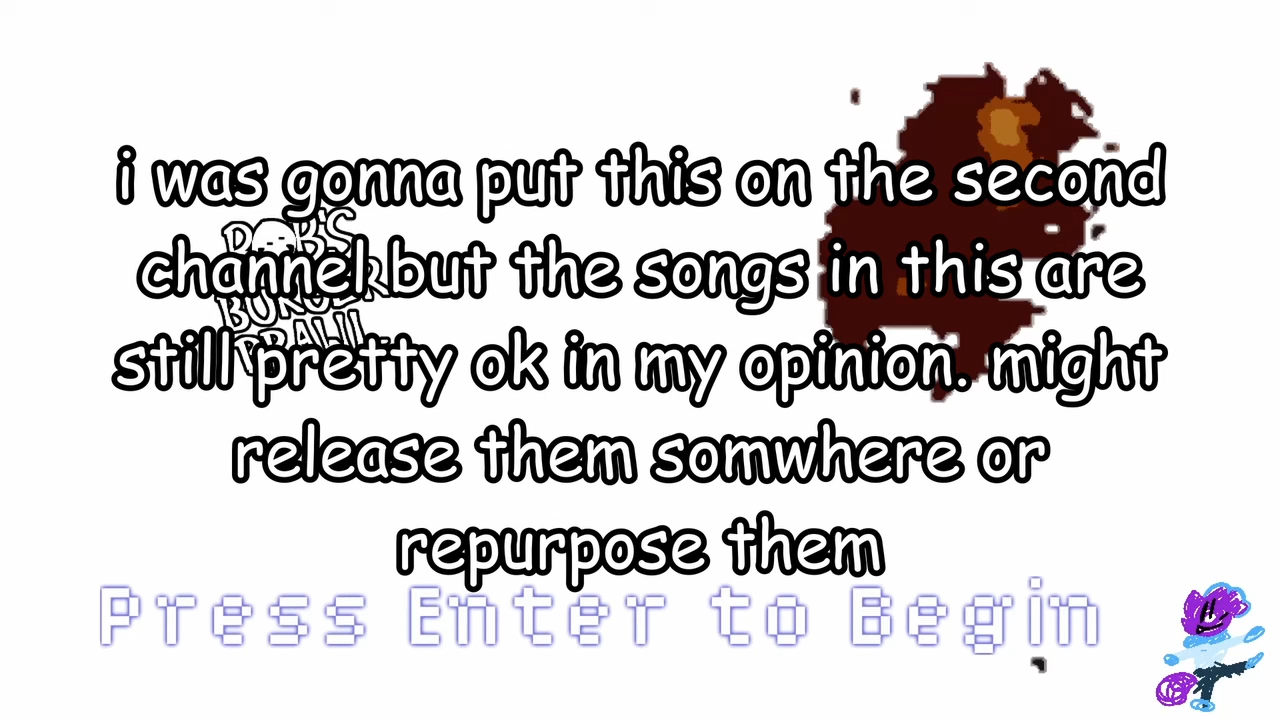 i was gonna put this on the second
channel but the songs in this are
still pretty ok in my opinion. might
release them somwhere or
repurpose them
Press Enter to Begin